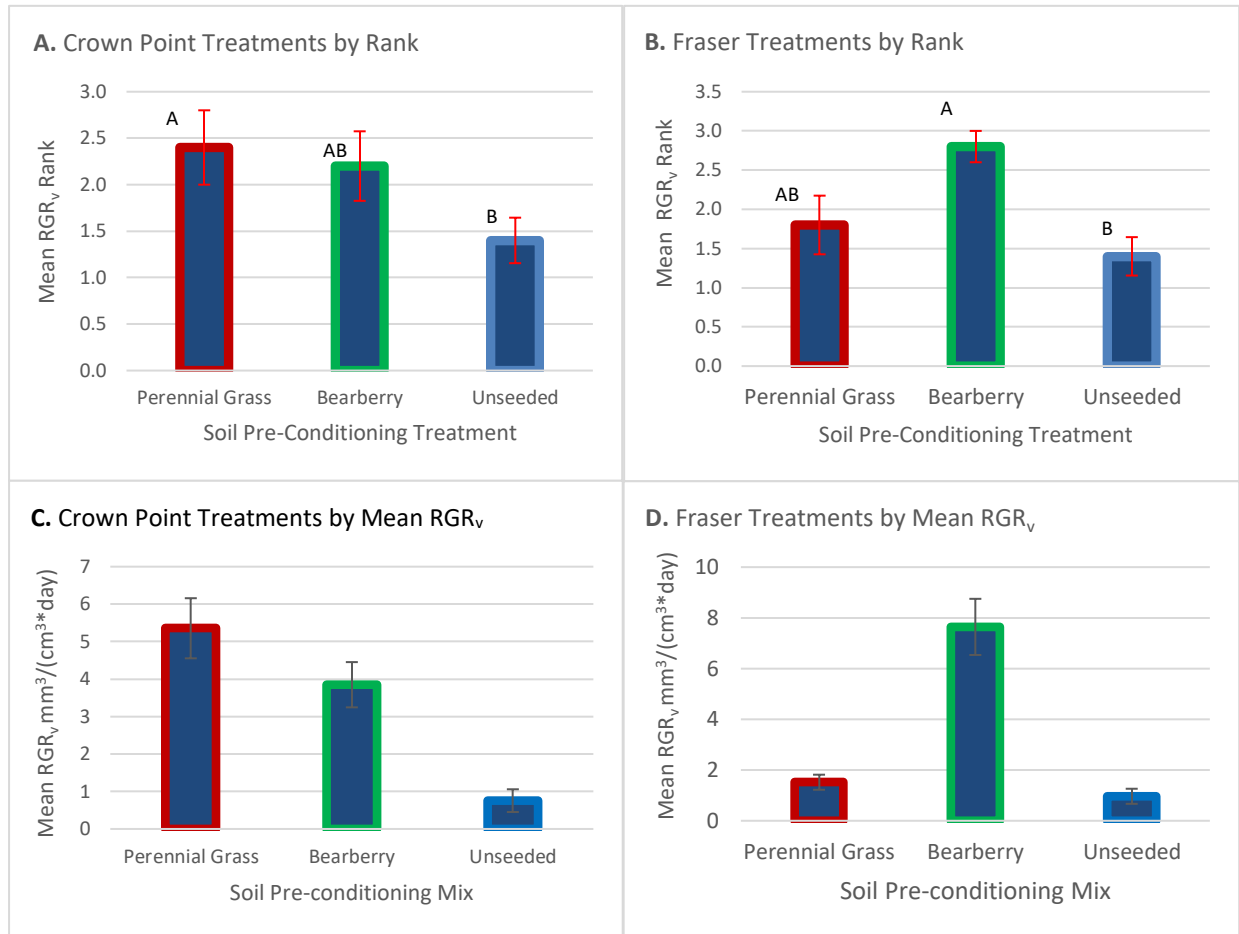 A. Crown Point Treatments by Rank
Mean RGRᵥ Rank
3.0
2.5
2.0
1.5
1.0
0.5
0.0
A
AB
B
Perennial Grass Bearberry Unseeded
Soil Pre-Conditioning Treatment
B. Fraser Treatments by Rank
Mean RGRᵥ Rank
3.5
3.0
2.5
2.0
1.5
1.0
0.5
0.0
AB
A
B
Perennial Grass Bearberry Unseeded
Soil Pre-Conditioning Treatment
C. Crown Point Treatments by Mean RGRᵥ
Mean RGRᵥ mm³/(cm³*day)
7
6
5
4
3
2
1
0
Perennial Grass Bearberry Unseeded
Soil Pre-conditioning Mix
D. Fraser Treatments by Mean RGRᵥ
Mean RGRᵥ mm³/(cm³*day)
10
8
6
4
2
0
Perennial Grass Bearberry Unseeded
Soil Pre-conditioning Mix